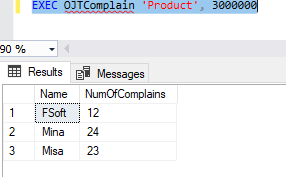 EXEC OJTComplain 'Product', 3000000
90 %
Results Messages
Name NumOfComplains
1 FSoft 12
2 Mina 24
3 Misa 23